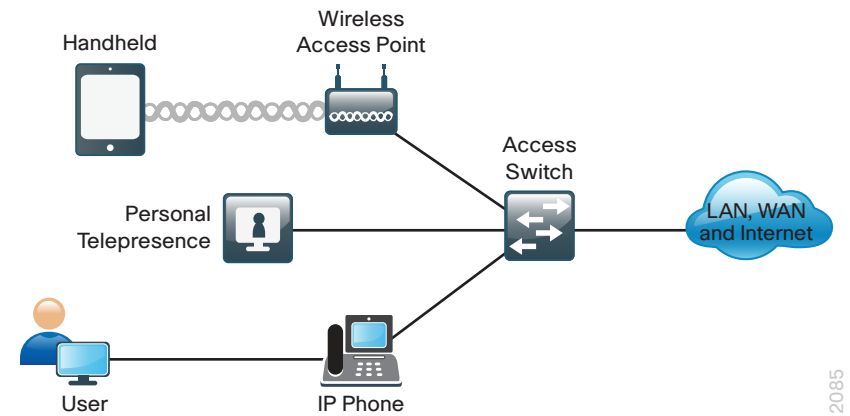 Wireless
Access Point
Handheld
Access
Switch
Personal
Telepresence
LAN, WAN
and Internet
User
IP Phone
2085